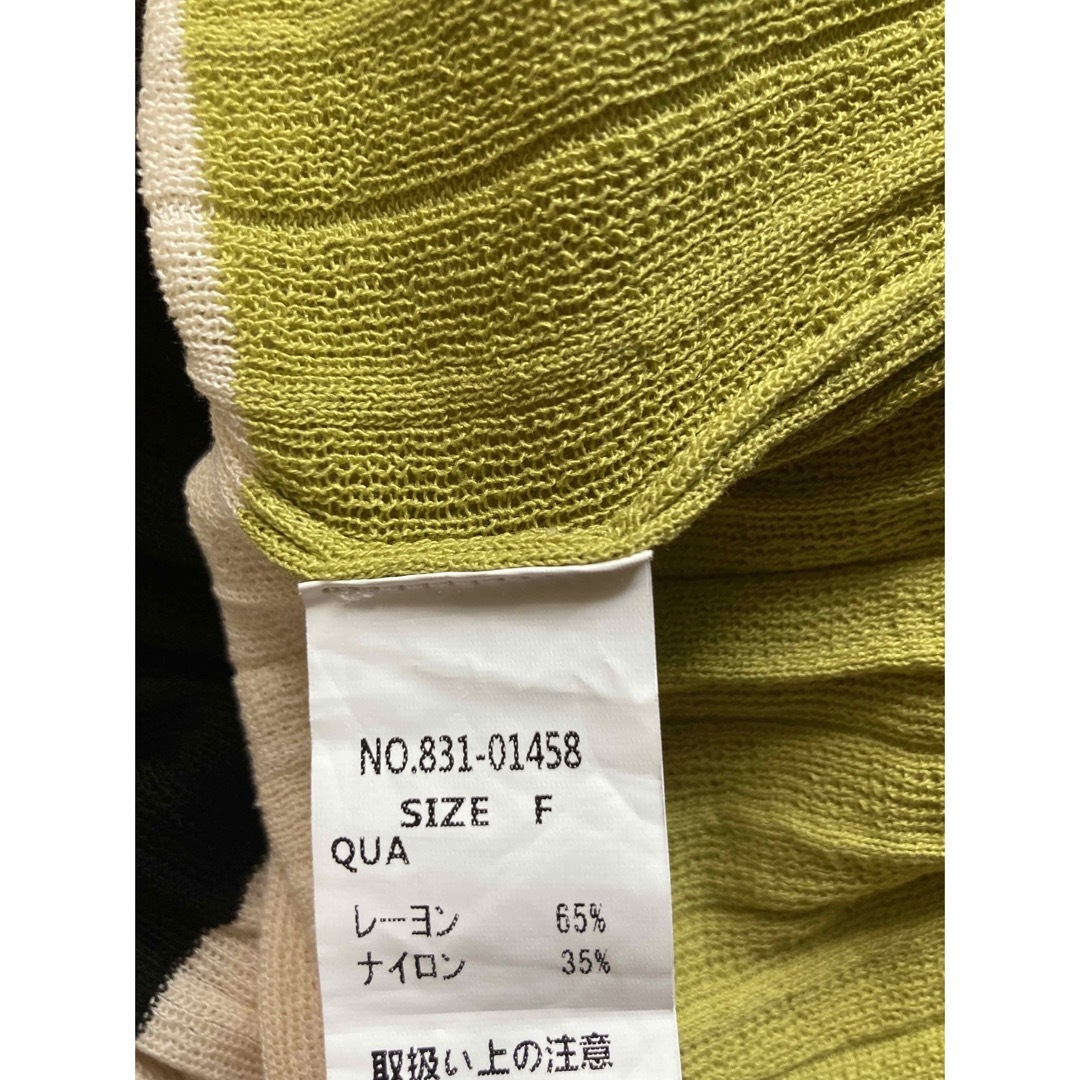 NO.831-01458
SIZE F
QUA
レーヨン 65%
ナイロン 35%
取扱い上の注意